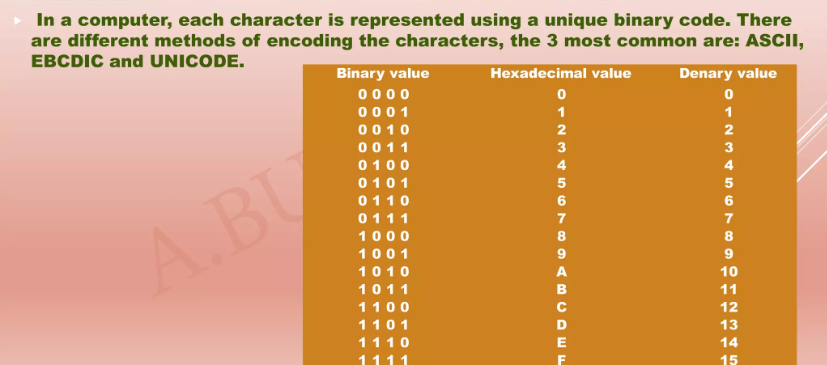 In a computer, each character is represented using a unique binary code. There
are different methods of encoding the characters, the 3 most common are: ASCII,
EBCDIC and UNICODE.
Binary value Hexadecimal value Denary value
0 0 0 0 0 0
0 0 0 1 1 1
0 0 1 0 2 2
0 0 1 1 3 3
0 1 0 0 4 4
0 1 0 1 5 5
0 1 1 0 6 6
0 1 1 1 7 7
1 0 0 0 8 8
1 0 0 1 9 9
1 0 1 0 A 10
1 0 1 1 B 11
1 1 0 0 C 12
1 1 0 1 D 13
1 1 1 0 E 14
1 1 1 1 F 15